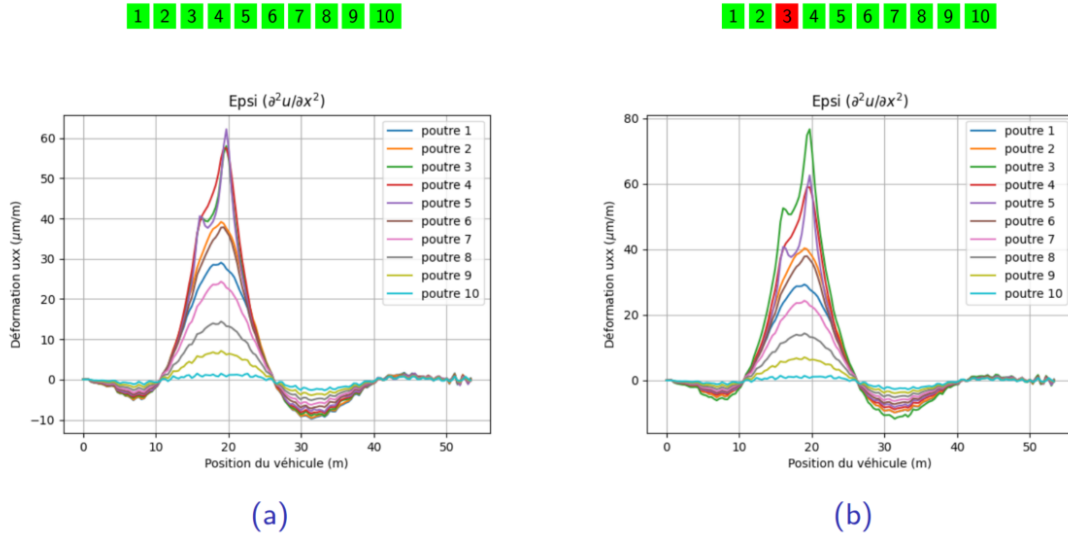 1 2 3 4 5 6 7 8 9 10
Epsi (∂²u/∂x²)
Déformation uxx (μm/m)
60
50
40
30
20
10
0
−10
poutre 1
poutre 2
poutre 3
poutre 4
poutre 5
poutre 6
poutre 7
poutre 8
poutre 9
poutre 10
0 10 20 30 40 50
Position du véhicule (m)
(a)
1 2 3 4 5 6 7 8 9 10
Epsi (∂²u/∂x²)
Déformation uxx (μm/m)
80
60
40
20
0
poutre 1
poutre 2
poutre 3
poutre 4
poutre 5
poutre 6
poutre 7
poutre 8
poutre 9
poutre 10
0 10 20 30 40 50
Position du véhicule (m)
(b)